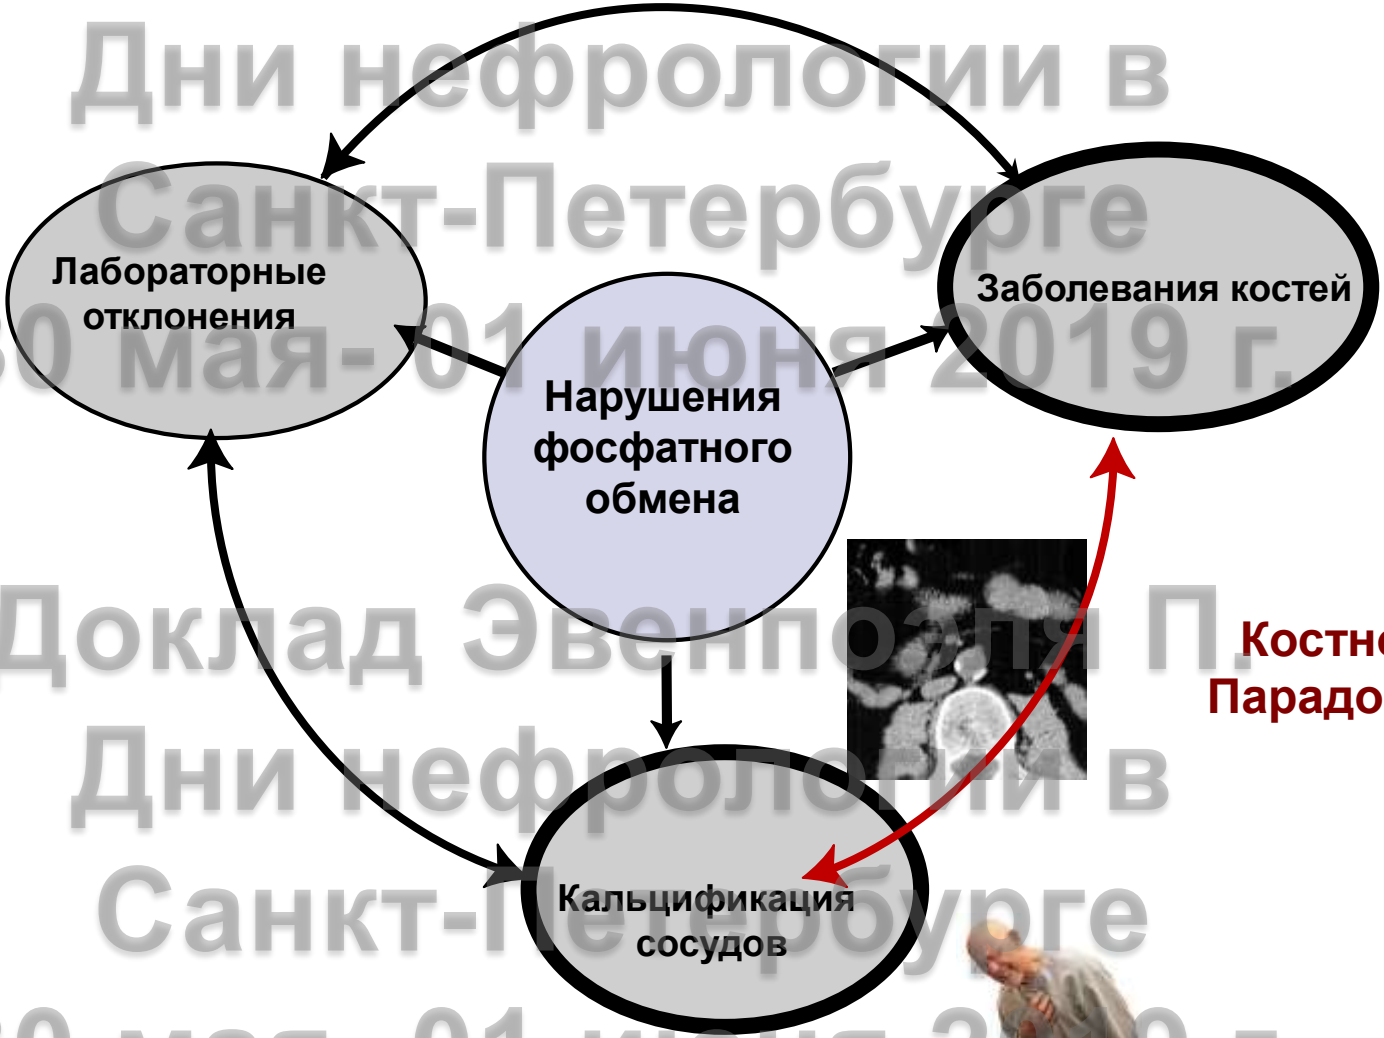 Дни нефрологии в
Санкт-Петербурге
30 мая- 01 июня 2019 г.
Лабораторные
отклонения
Заболевания костей
Нарушения
фосфатного
обмена
Доклад Эвенпоэля П.
Дни нефрологии в
Санкт-Петербурге
Кальцификация
сосудов